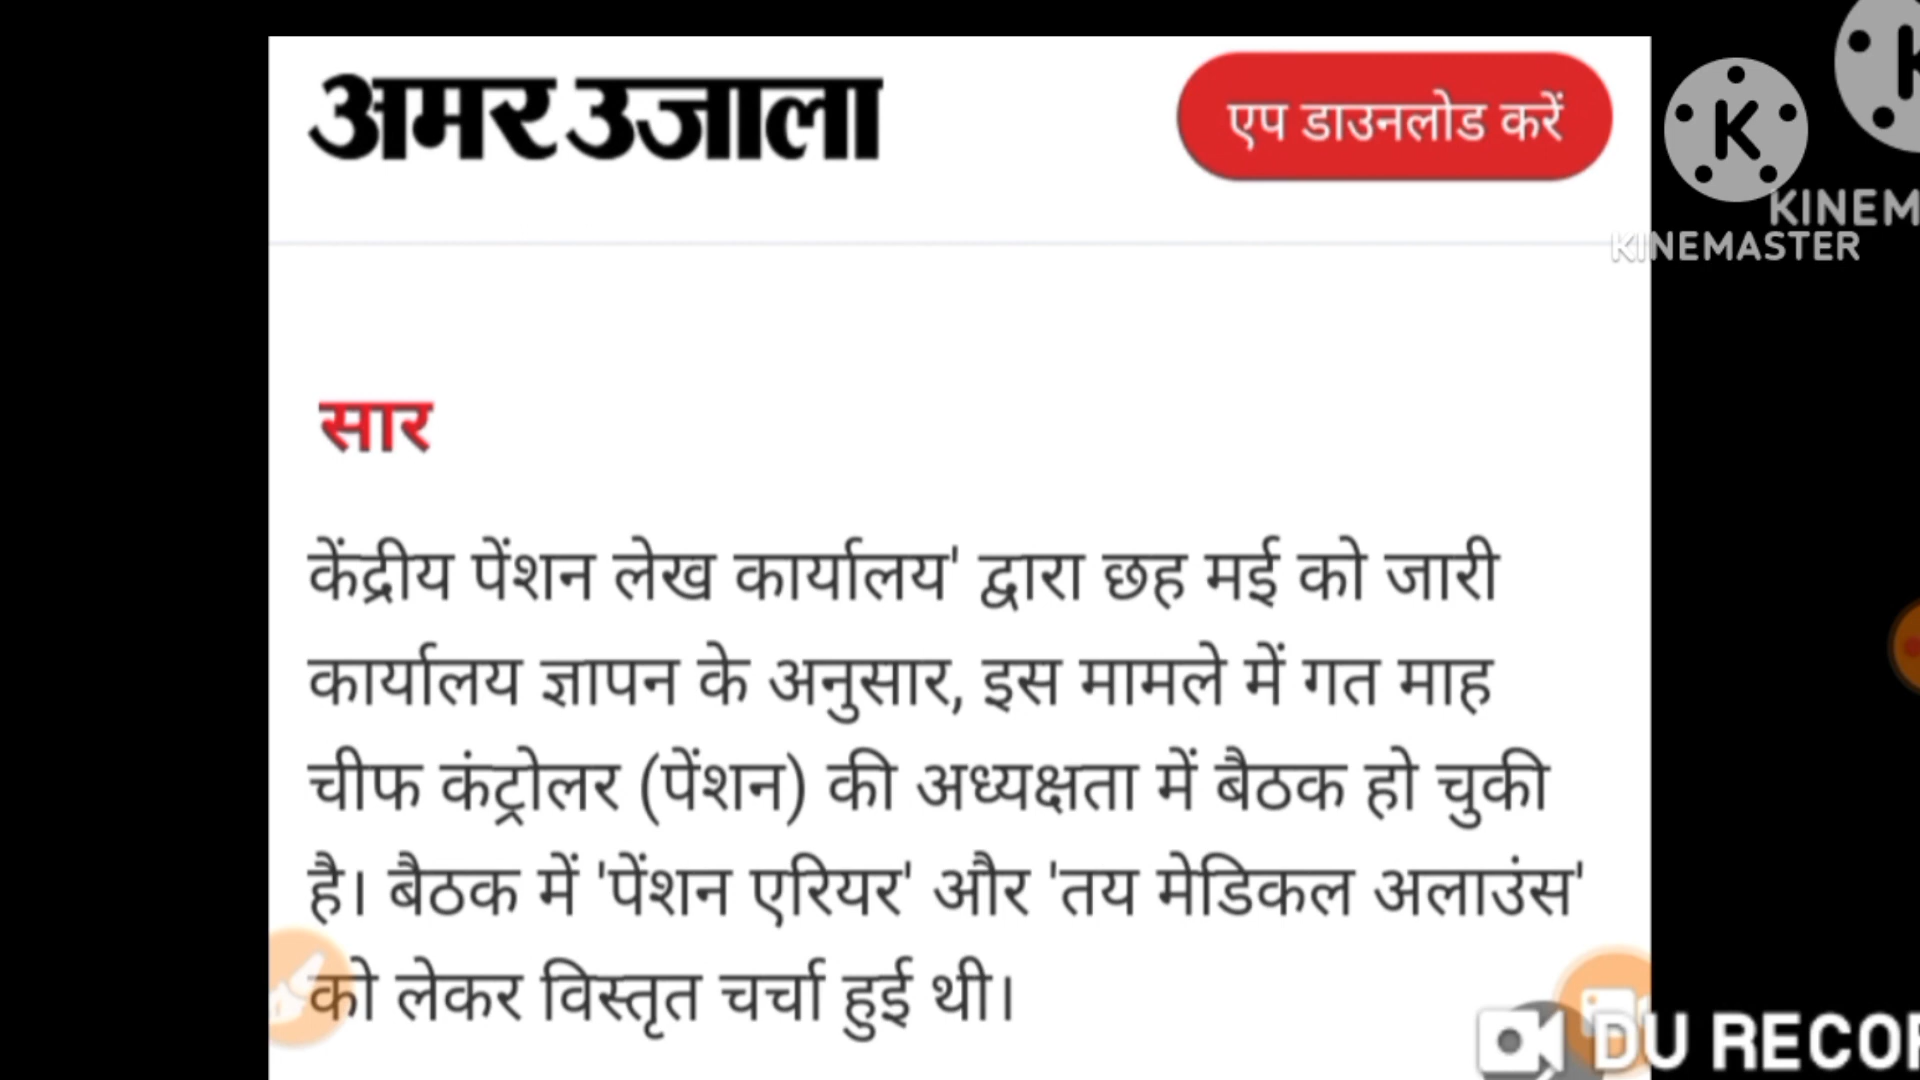 अमर उजाला
एप डाउनलोड करें
KINEM
KINEMASTER
सार
केंद्रीय पेंशन लेख कार्यालय' द्वारा छह मई को जारी
कार्यालय ज्ञापन के अनुसार, इस मामले में गत माह
चीफ कंट्रोलर (पेंशन) की अध्यक्षता में बैठक हो चुकी
है। बैठक में 'पेंशन एरियर' और 'तय मेडिकल अलाउंस'
को लेकर विस्तृत चर्चा हुई थी।
DU RECOR